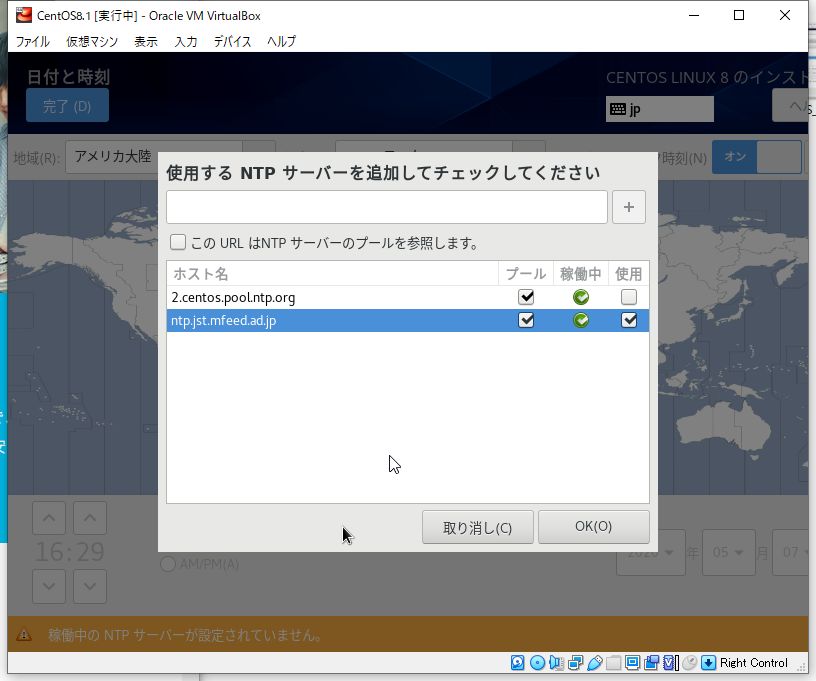 CentOS8.1 [実行中] - Oracle VM VirtualBox
ファイル 仮想マシン 表示 入力 デバイス ヘルプ
日付と時刻
CENTOS LINUX 8 のインスト
完了 (D)
jp
ヘル
地域(R):
アメリカ大陸
時刻(N)
オン
使用する NTP サーバーを追加してチェックしてください
+
この URL はNTP サーバーのプールを参照します。
ホスト名 プール 稼働中 使用
2.centos.pool.ntp.org
ntp.jst.mfeed.ad.jp
取り消し(C)
OK(O)
16:29
AM/PM(A)
2020 年 05 月 07
稼働中の NTP サーバーが設定されていません。
Right Control